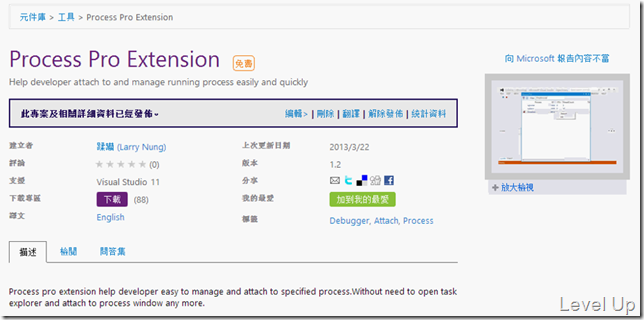 元件庫 > 工具 > Process Pro Extension
Process Pro Extension 免費
Help developer attach to and manage running process easily and quickly
向 Microsoft 報告內容不當
此專案及相關詳細資料已經發佈
編輯> | 刪除 | 翻譯 | 解除發佈 | 統計資料
建立者 (Larry Nung) 上次更新日期 2013/3/22
評論 (0) 版本 1.2
支援 Visual Studio 11 分享
下載專區 下載 (88) 我的最愛 加到我的最愛
語文 English 標籤 Debugger, Attach, Process
放大檢視
描述 檢閱 問答集
Process pro extension help developer easy to manage and attach to specified process.Without need to open task
explorer and attach to process window any more.
Level Up